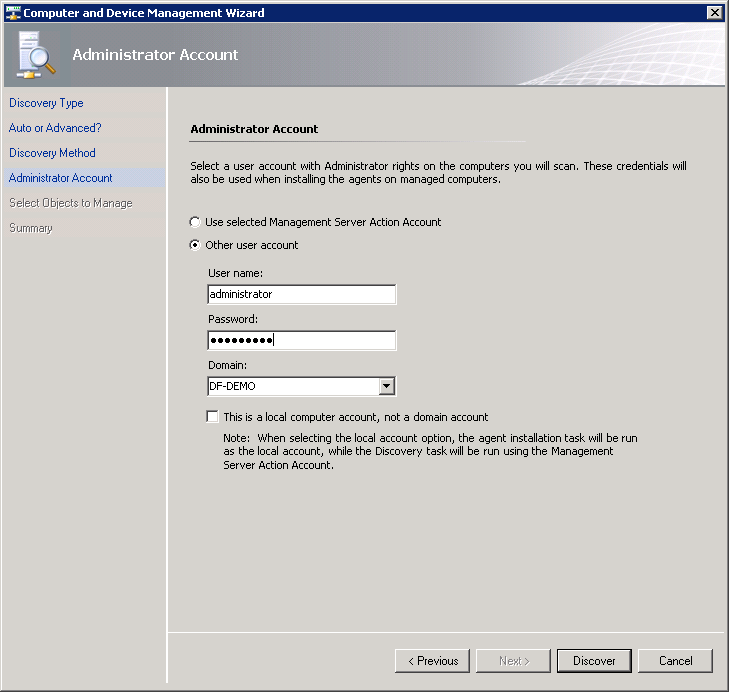 Computer and Device Management Wizard
Administrator Account
Discovery Type
Auto or Advanced?
Discovery Method
Administrator Account
Select Objects to Manage
Summary
Administrator Account
Select a user account with Administrator rights on the computers you will scan. These credentials will
also be used when installing the agents on managed computers.
Use selected Management Server Action Account
Other user account
User name:
administrator
Password:
●●●●●●●●●
Domain:
DF-DEMO
This is a local computer account, not a domain account
Note: When selecting the local account option, the agent installation task will be run
as the local account, while the Discovery task will be run using the Management
Server Action Account.
< Previous
Next >
Discover
Cancel